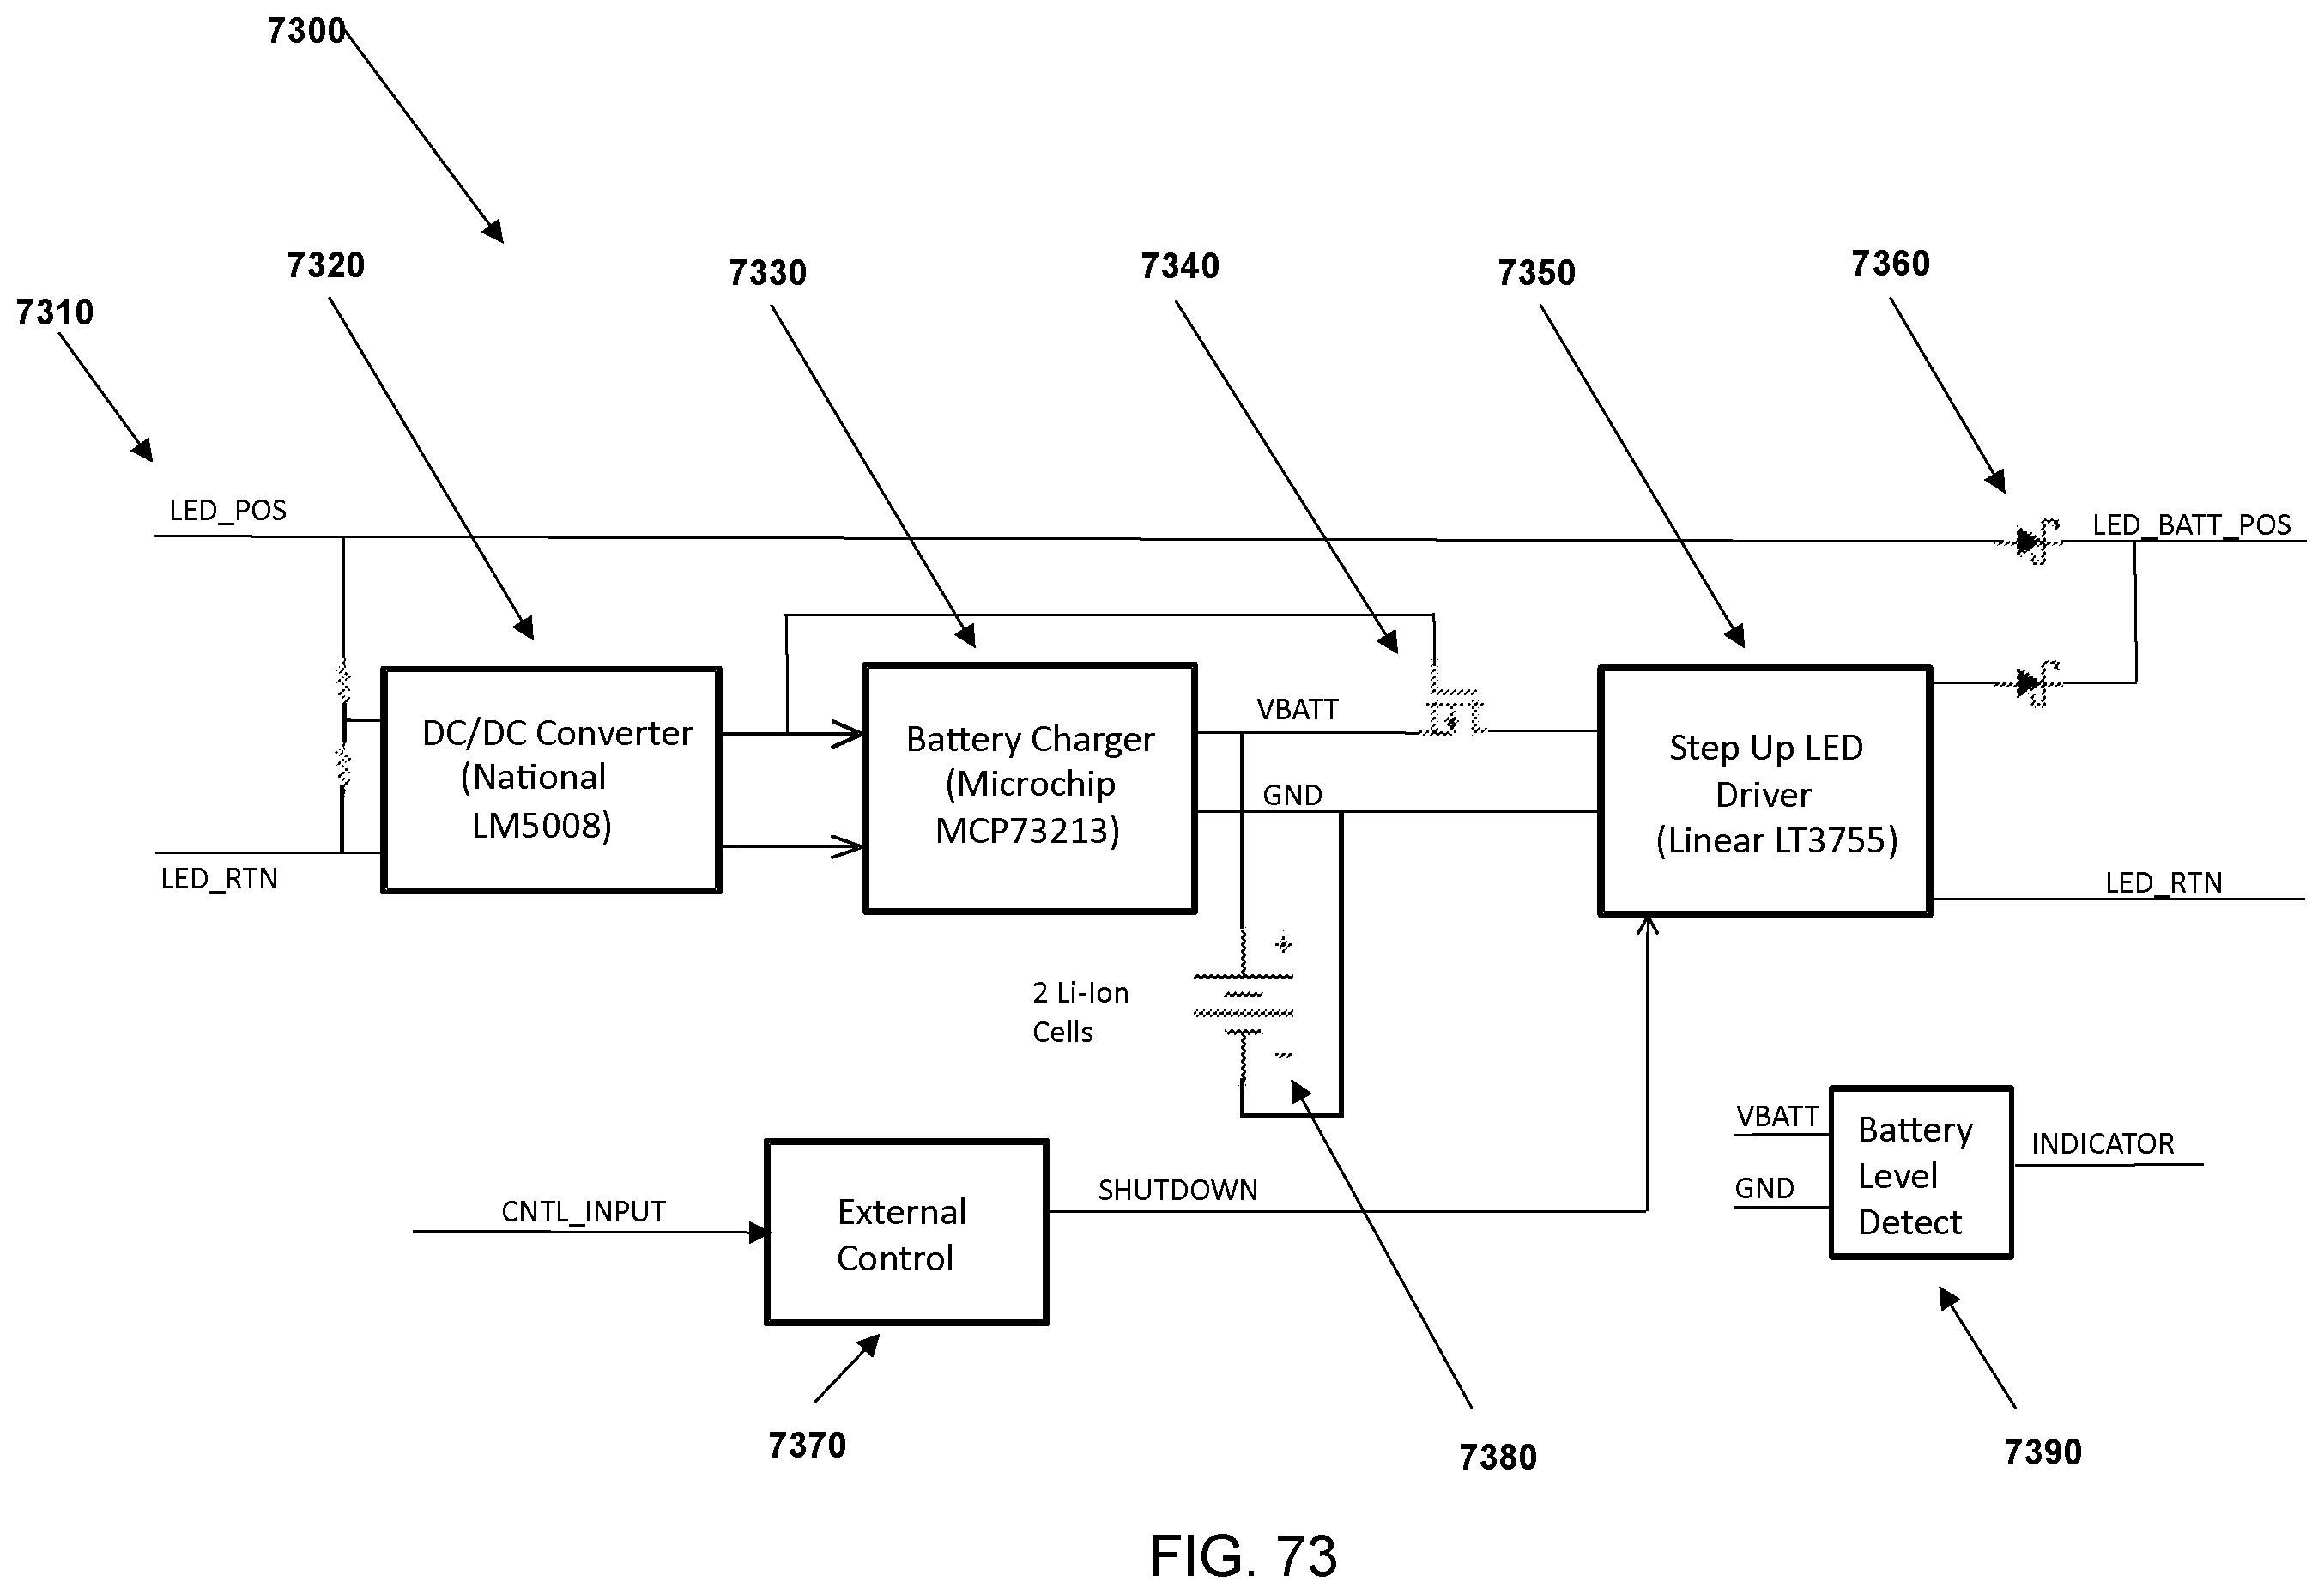 7300
7320
7330
7340
7350
7360
7310
LED_POS
LED_BATT_POS
DC/DC Converter
(National
LM5008)
Battery Charger
(Microchip
MCP73213)
VBATT
GND
Step Up LED
Driver
(Linear LT3755)
LED_RTN
LED_RTN
2 Li-Ion
Cells
+
-
VBATT
GND
Battery
Level
Detect
INDICATOR
CNTL_INPUT
External
Control
SHUTDOWN
7370
7380
7390
FIG. 73